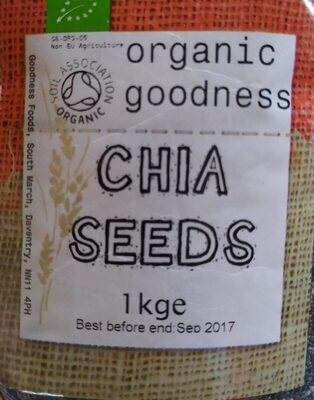 GB-ORG-05
Non EU Agriculture
organic
goodness
SOIL ASSOCIATION
ORGANIC
CHIA
SEEDS
1kge
Best before end:Sep 2017
Goodness Foods, South March, Daventry, NN11 4PH